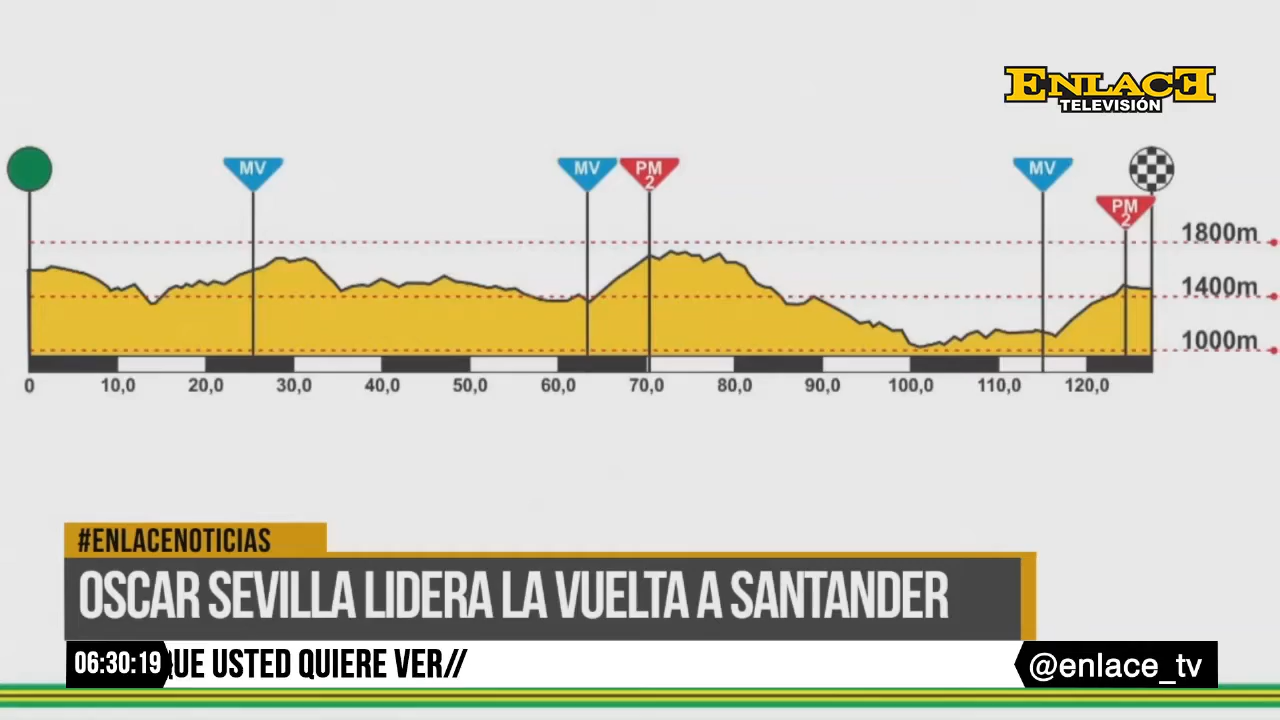 ENLACE
TELEVISIÓN
MV
MV
PM
2
MV
PM
2
1800m
1400m
1000m
0 10,0 20,0 30,0 40,0 50,0 60,0 70,0 80,0 90,0 100,0 110,0 120,0
#ENLACENOTICIAS
OSCAR SEVILLA LIDERA LA VUELTA A SANTANDER
06:30:19 QUE USTED QUIERE VER// @enlace_tv